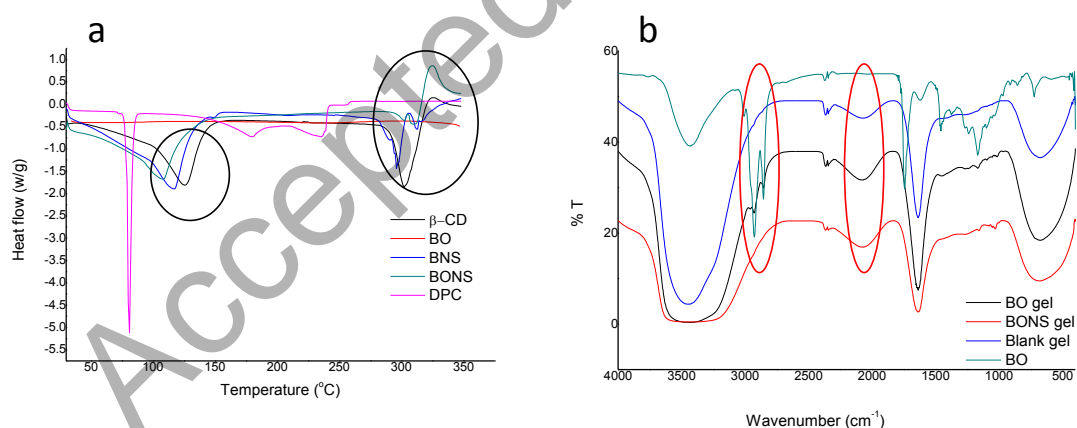 a
1.0
0.5
0.0
-0.5
-1.0
-1.5
-2.0
-2.5
-3.0
-3.5
-4.0
-4.5
-5.0
-5.5
Heat flow (w/g)
50 100 150 200 250 300 350
Temperature (°C)
β-CD
BO
BNS
BONS
DPC
Accepted
b
60
40
20
0
% T
4000 3500 3000 2500 2000 1500 1000 500
Wavenumber (cm⁻¹)
BO gel
BONS gel
Blank gel
BO